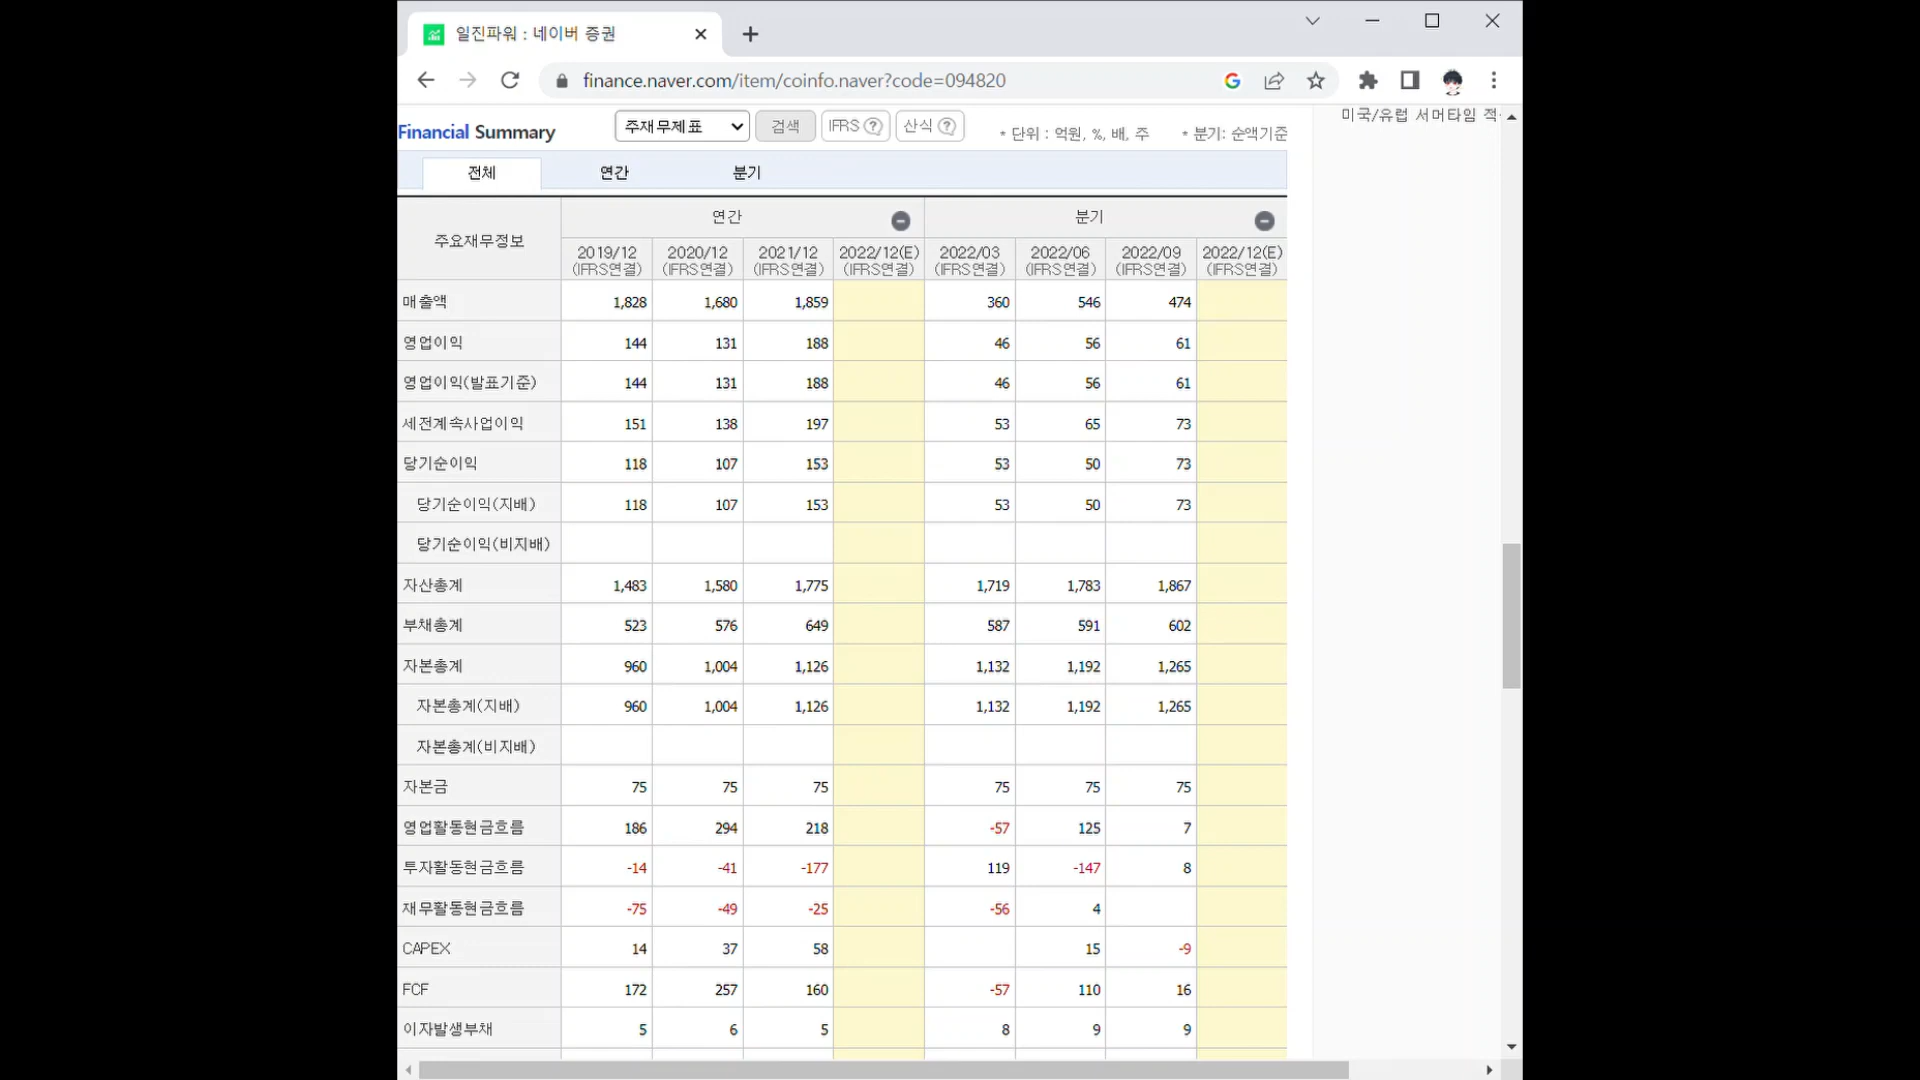 일진파워 : 네이버 증권
finance.naver.com/item/coinfo.naver?code=094820
미국/유럽 서머타임 적
Financial Summary 주재무제표 검색 IFRS ? 산식 ? * 단위 : 억원, %, 배, 주 * 분기: 순액기준
전체 연간 분기
주요재무정보 연간 분기
2019/12 2020/12 2021/12 2022/12(E) 2022/03 2022/06 2022/09 2022/12(E)
(IFRS연결) (IFRS연결) (IFRS연결) (IFRS연결) (IFRS연결) (IFRS연결) (IFRS연결) (IFRS연결)
매출액 1,828 1,680 1,859 360 546 474
영업이익 144 131 188 46 56 61
영업이익(발표기준) 144 131 188 46 56 61
세전계속사업이익 151 138 197 53 65 73
당기순이익 118 107 153 53 50 73
당기순이익(지배) 118 107 153 53 50 73
당기순이익(비지배)
자산총계 1,483 1,580 1,775 1,719 1,783 1,867
부채총계 523 576 649 587 591 602
자본총계 960 1,004 1,126 1,132 1,192 1,265
자본총계(지배) 960 1,004 1,126 1,132 1,192 1,265
자본총계(비지배)
자본금 75 75 75 75 75 75
영업활동현금흐름 186 294 218 -57 125 7
투자활동현금흐름 -14 -41 -177 119 -147 8
재무활동현금흐름 -75 -49 -25 -56 4
CAPEX 14 37 58 15 -9
FCF 172 257 160 -57 110 16
이자발생부채 5 6 5 8 9 9